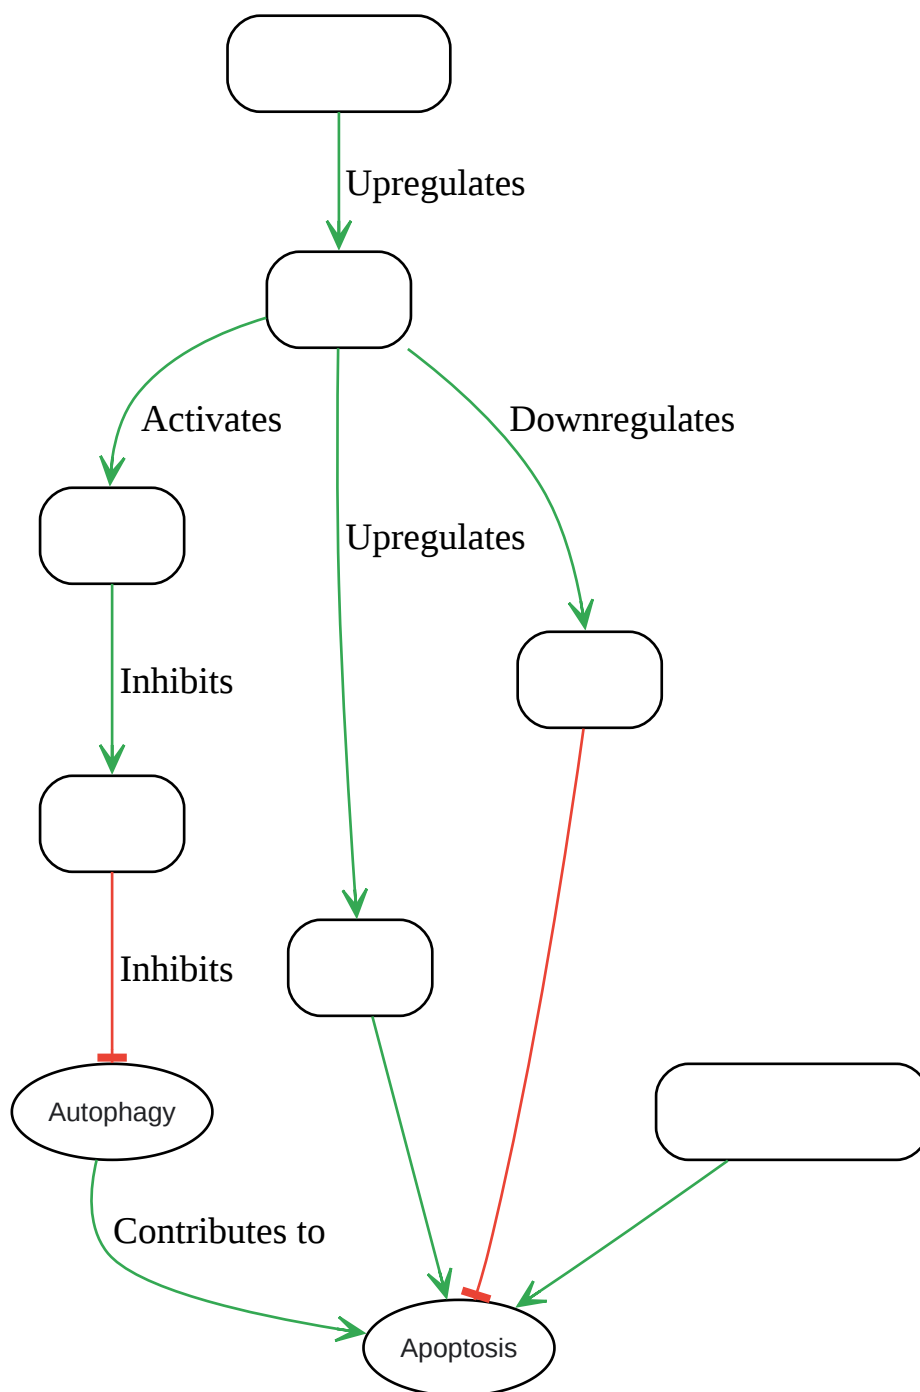 Upregulates
Activates
Downregulates
Upregulates
Inhibits
Inhibits
Autophagy
Contributes to
Apoptosis